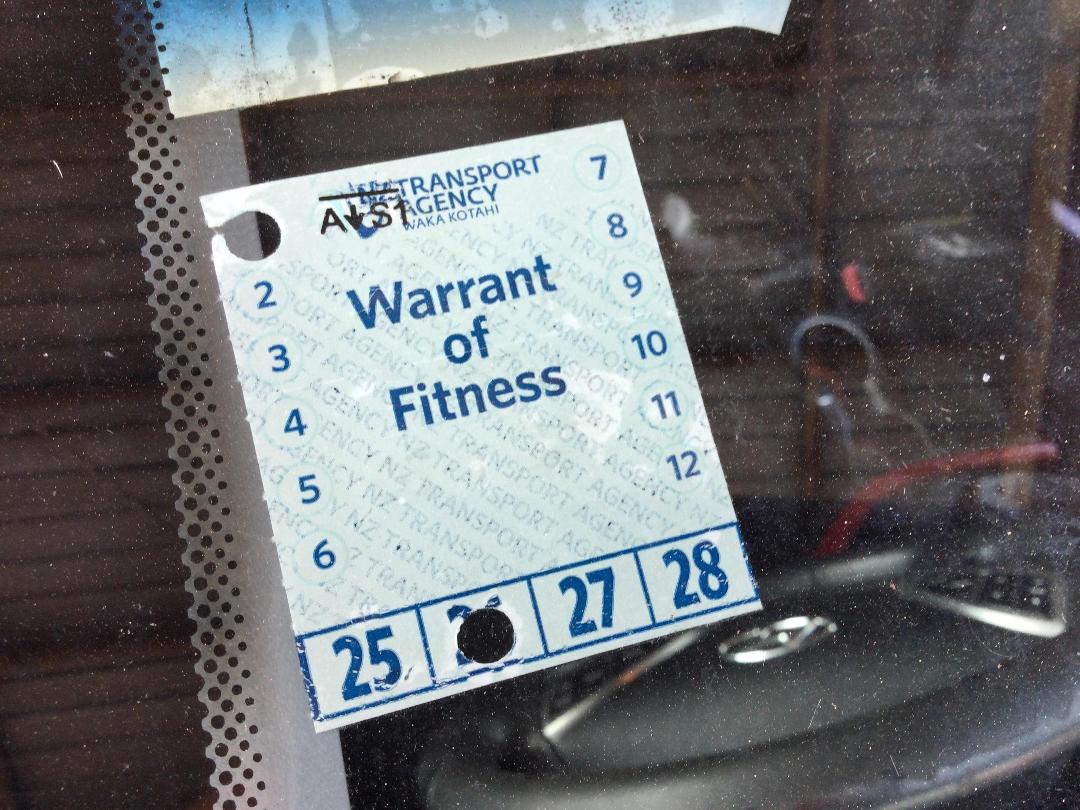 NZ TRANSPORT
AGENCY
WAKA KOTAHI
Warrant
of
Fitness
2
3
4
5
6
7
8
9
10
11
12
25
27
28